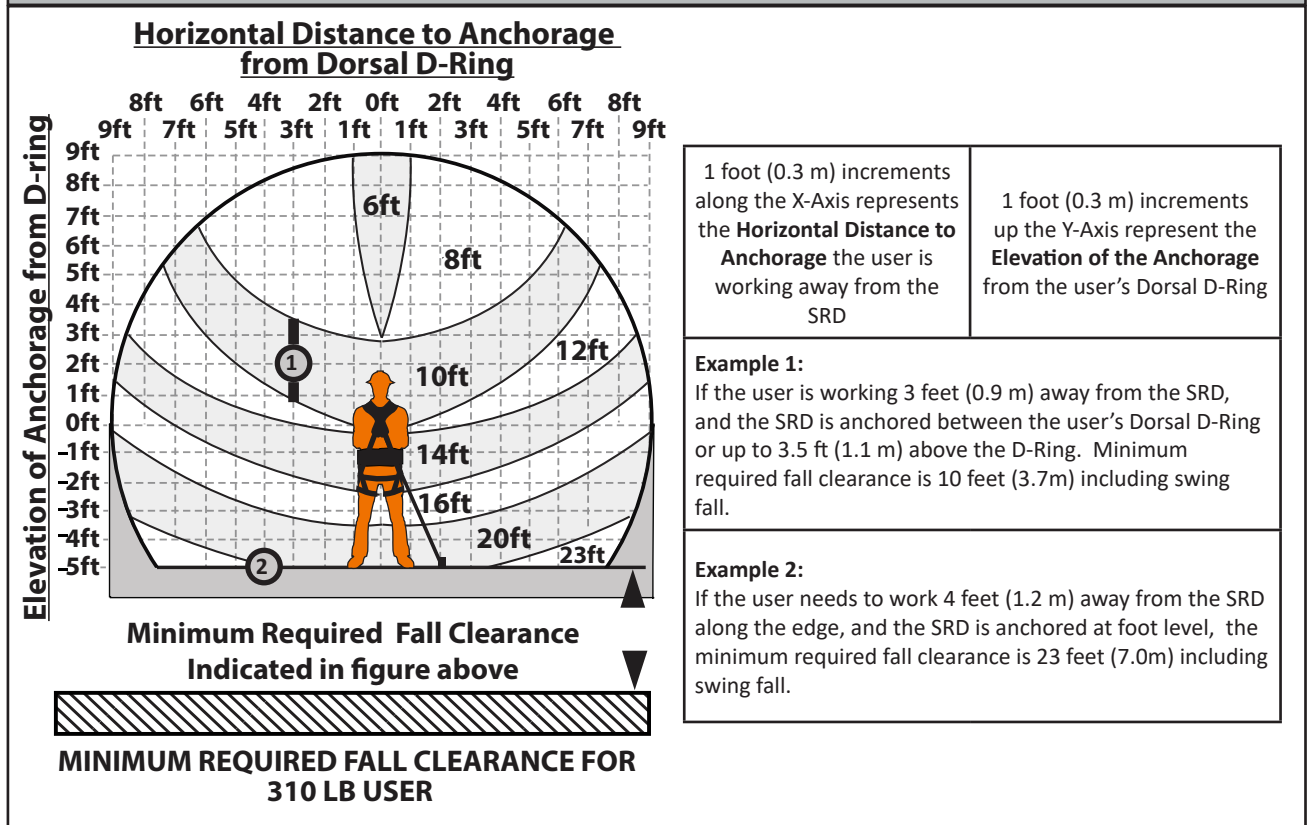 Horizontal Distance to Anchorage
from Dorsal D-Ring
8ft 6ft 4ft 2ft 0ft 2ft 4ft 6ft 8ft
9ft 7ft 5ft 3ft 1ft 1ft 3ft 5ft 7ft 9ft
Elevation of Anchorage from D-ring
9ft
8ft
7ft
6ft
5ft
4ft
3ft
2ft
1ft
0ft
-1ft
-2ft
-3ft
-4ft
-5ft
6ft
8ft
12ft
1
10ft
14ft
16ft
20ft
23ft
2
Minimum Required Fall Clearance
Indicated in figure above
MINIMUM REQUIRED FALL CLEARANCE FOR
310 LB USER
1 foot (0.3 m) increments
along the X-Axis represents
the Horizontal Distance to
Anchorage the user is
working away from the
SRD
1 foot (0.3 m) increments
up the Y-Axis represent the
Elevation of the Anchorage
from the user's Dorsal D-Ring
Example 1:
If the user is working 3 feet (0.9 m) away from the SRD,
and the SRD is anchored between the user's Dorsal D-Ring
or up to 3.5 ft (1.1 m) above the D-Ring. Minimum
required fall clearance is 10 feet (3.7m) including swing
fall.
Example 2:
If the user needs to work 4 feet (1.2 m) away from the SRD
along the edge, and the SRD is anchored at foot level, the
minimum required fall clearance is 23 feet (7.0m) including
swing fall.